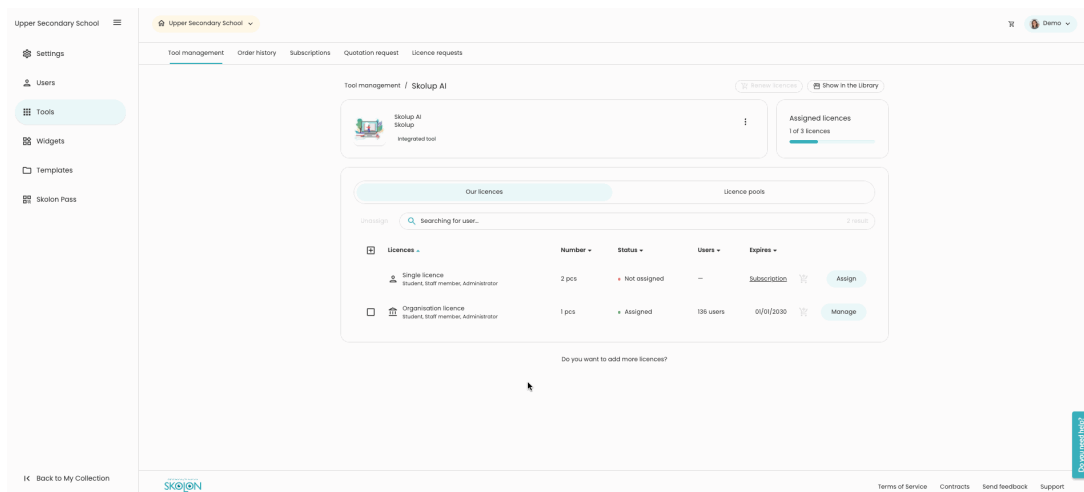 Upper Secondary School
Upper Secondary School
Demo
Settings
Users
Tools
Widgets
Templates
Skolon Pass
Back to My Collection
Tool management
Order history
Subscriptions
Quotation request
Licence requests
Tool management / Skolup AI
Renew licences
Show in the Library
Skolup AI
Skolup
Integrated tool
Assigned licences
1 of 3 licences
Our licences
Licence pools
Unassign
Searching for user...
Licences
Number
Status
Users
Expires
Single licence
Student, Staff member, Administrator
2 pcs
Not assigned
–
Subscription
Assign
Organisation licence
Student, Staff member, Administrator
1 pcs
Assigned
136 users
01/01/2030
Manage
Do you want to add more licences?
Do you need help?
SKOLON
Terms of Service
Contracts
Send feedback
Support